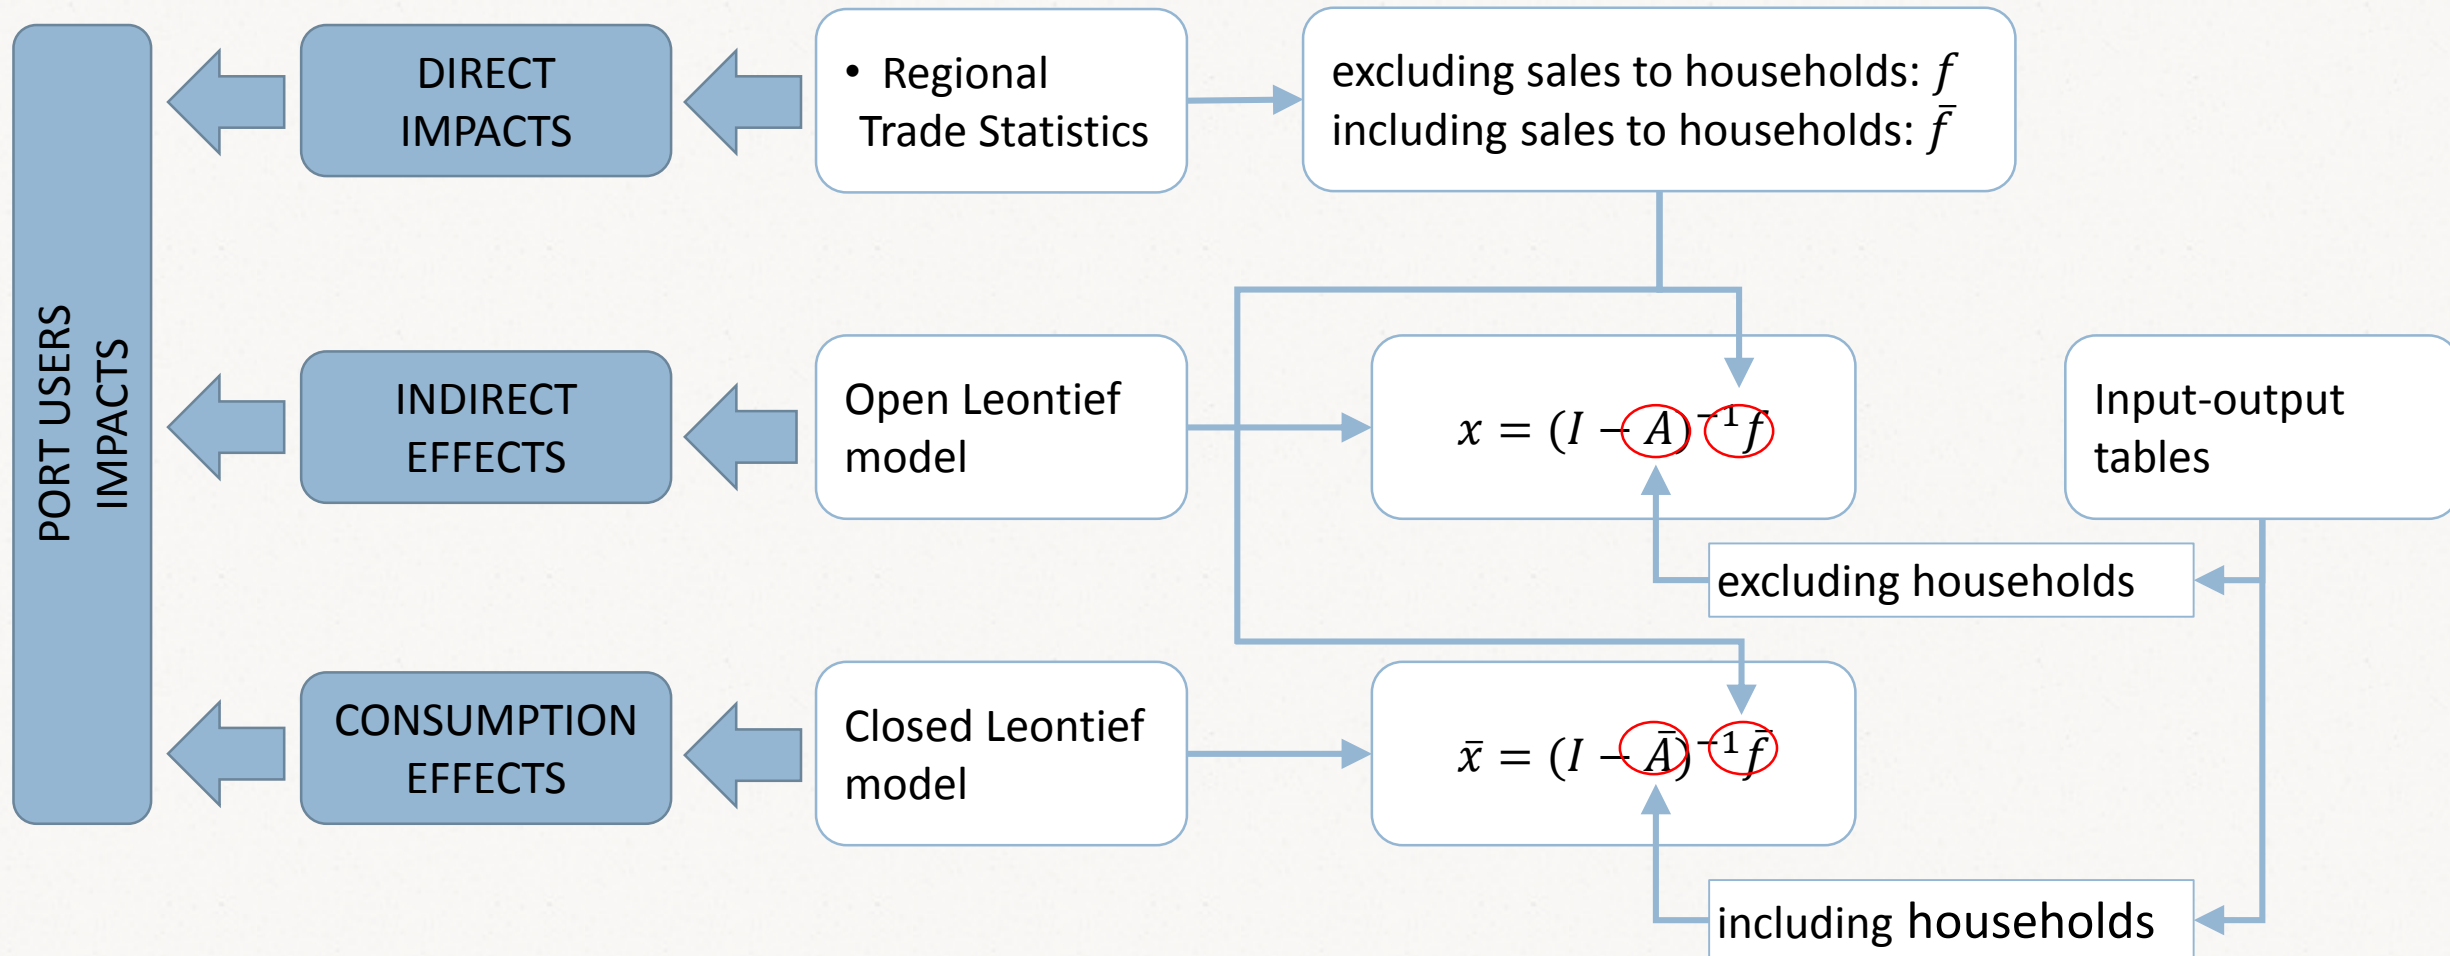 PORT USERS
IMPACTS
DIRECT
IMPACTS
• Regional
Trade Statistics
excluding sales to households: f
including sales to households: f̄
INDIRECT
EFFECTS
Open Leontief
model
x = (I − A)⁻¹f
Input-output
tables
excluding households
CONSUMPTION
EFFECTS
Closed Leontief
model
x̄ = (I − Ā)⁻¹f̄
including households